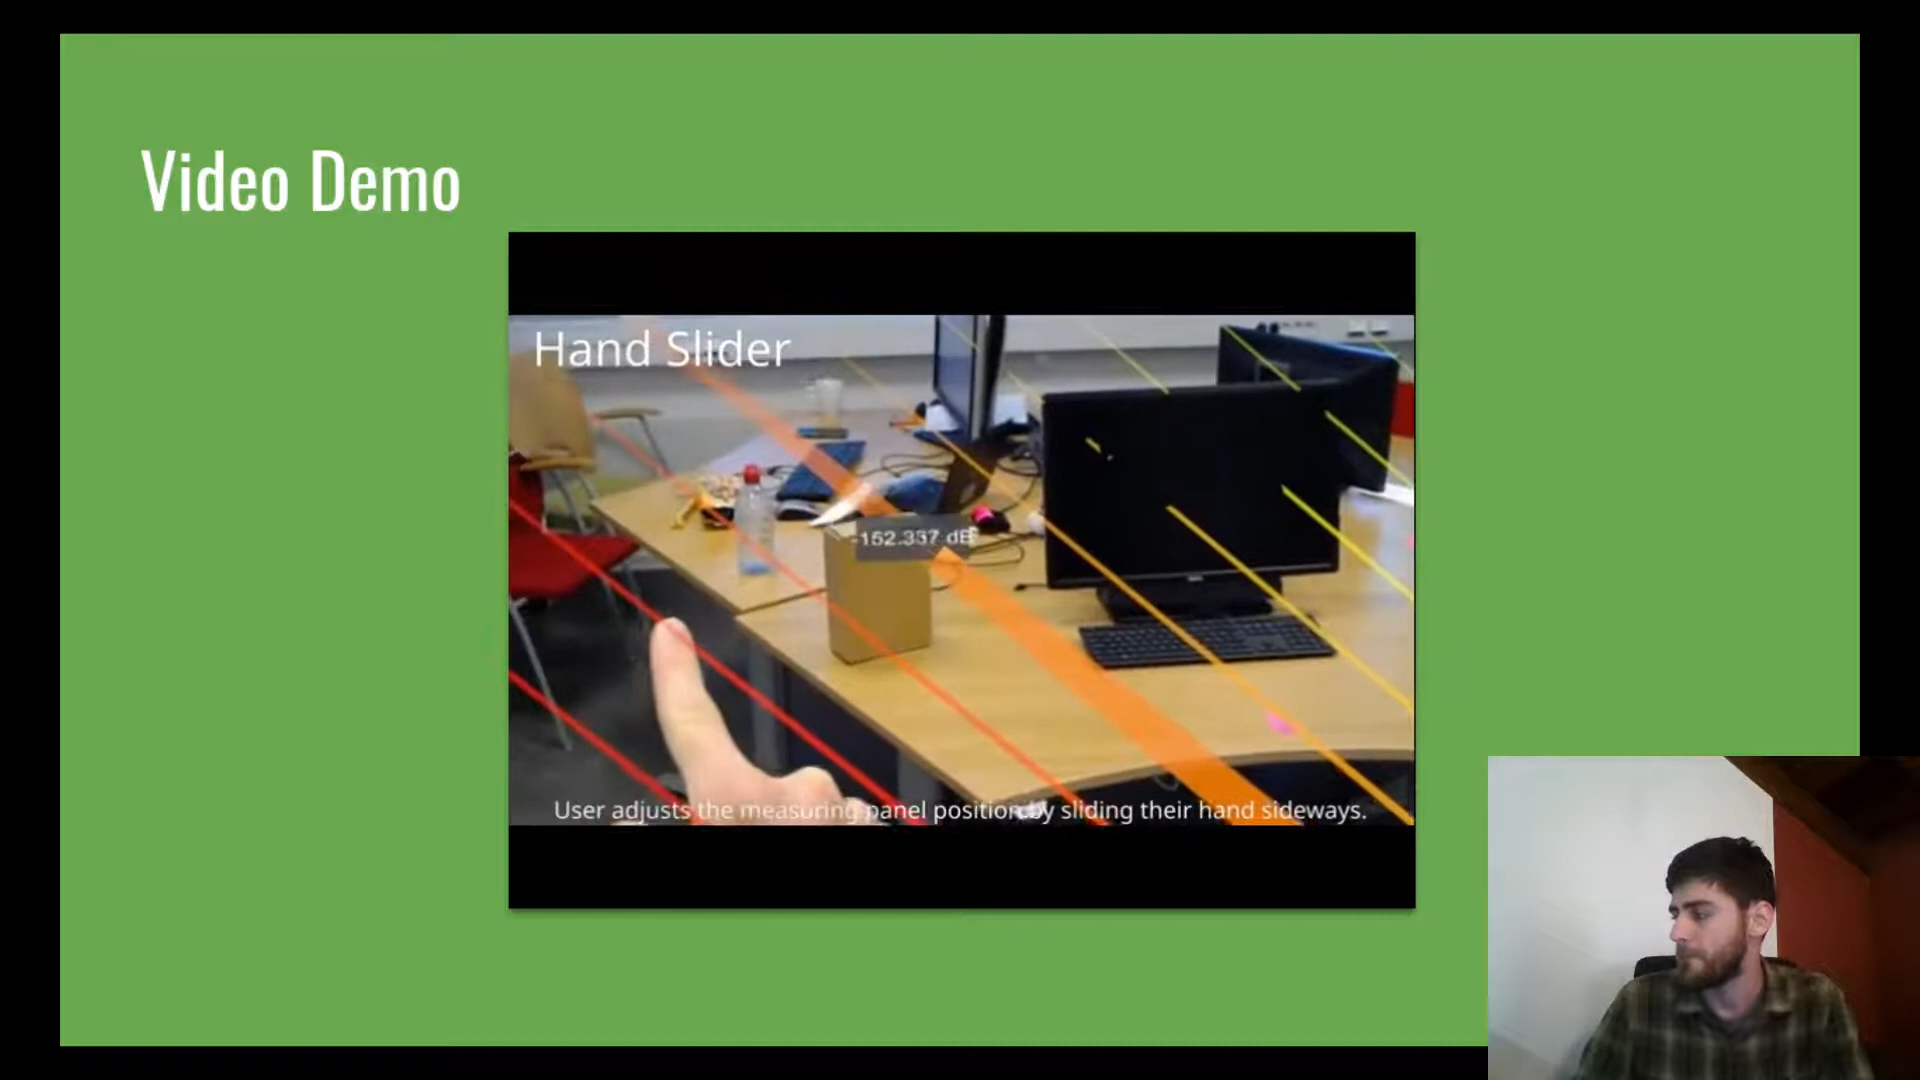 Video Demo
Hand Slider
-152.337 dB
User adjusts the measuring panel position by sliding their hand sideways.